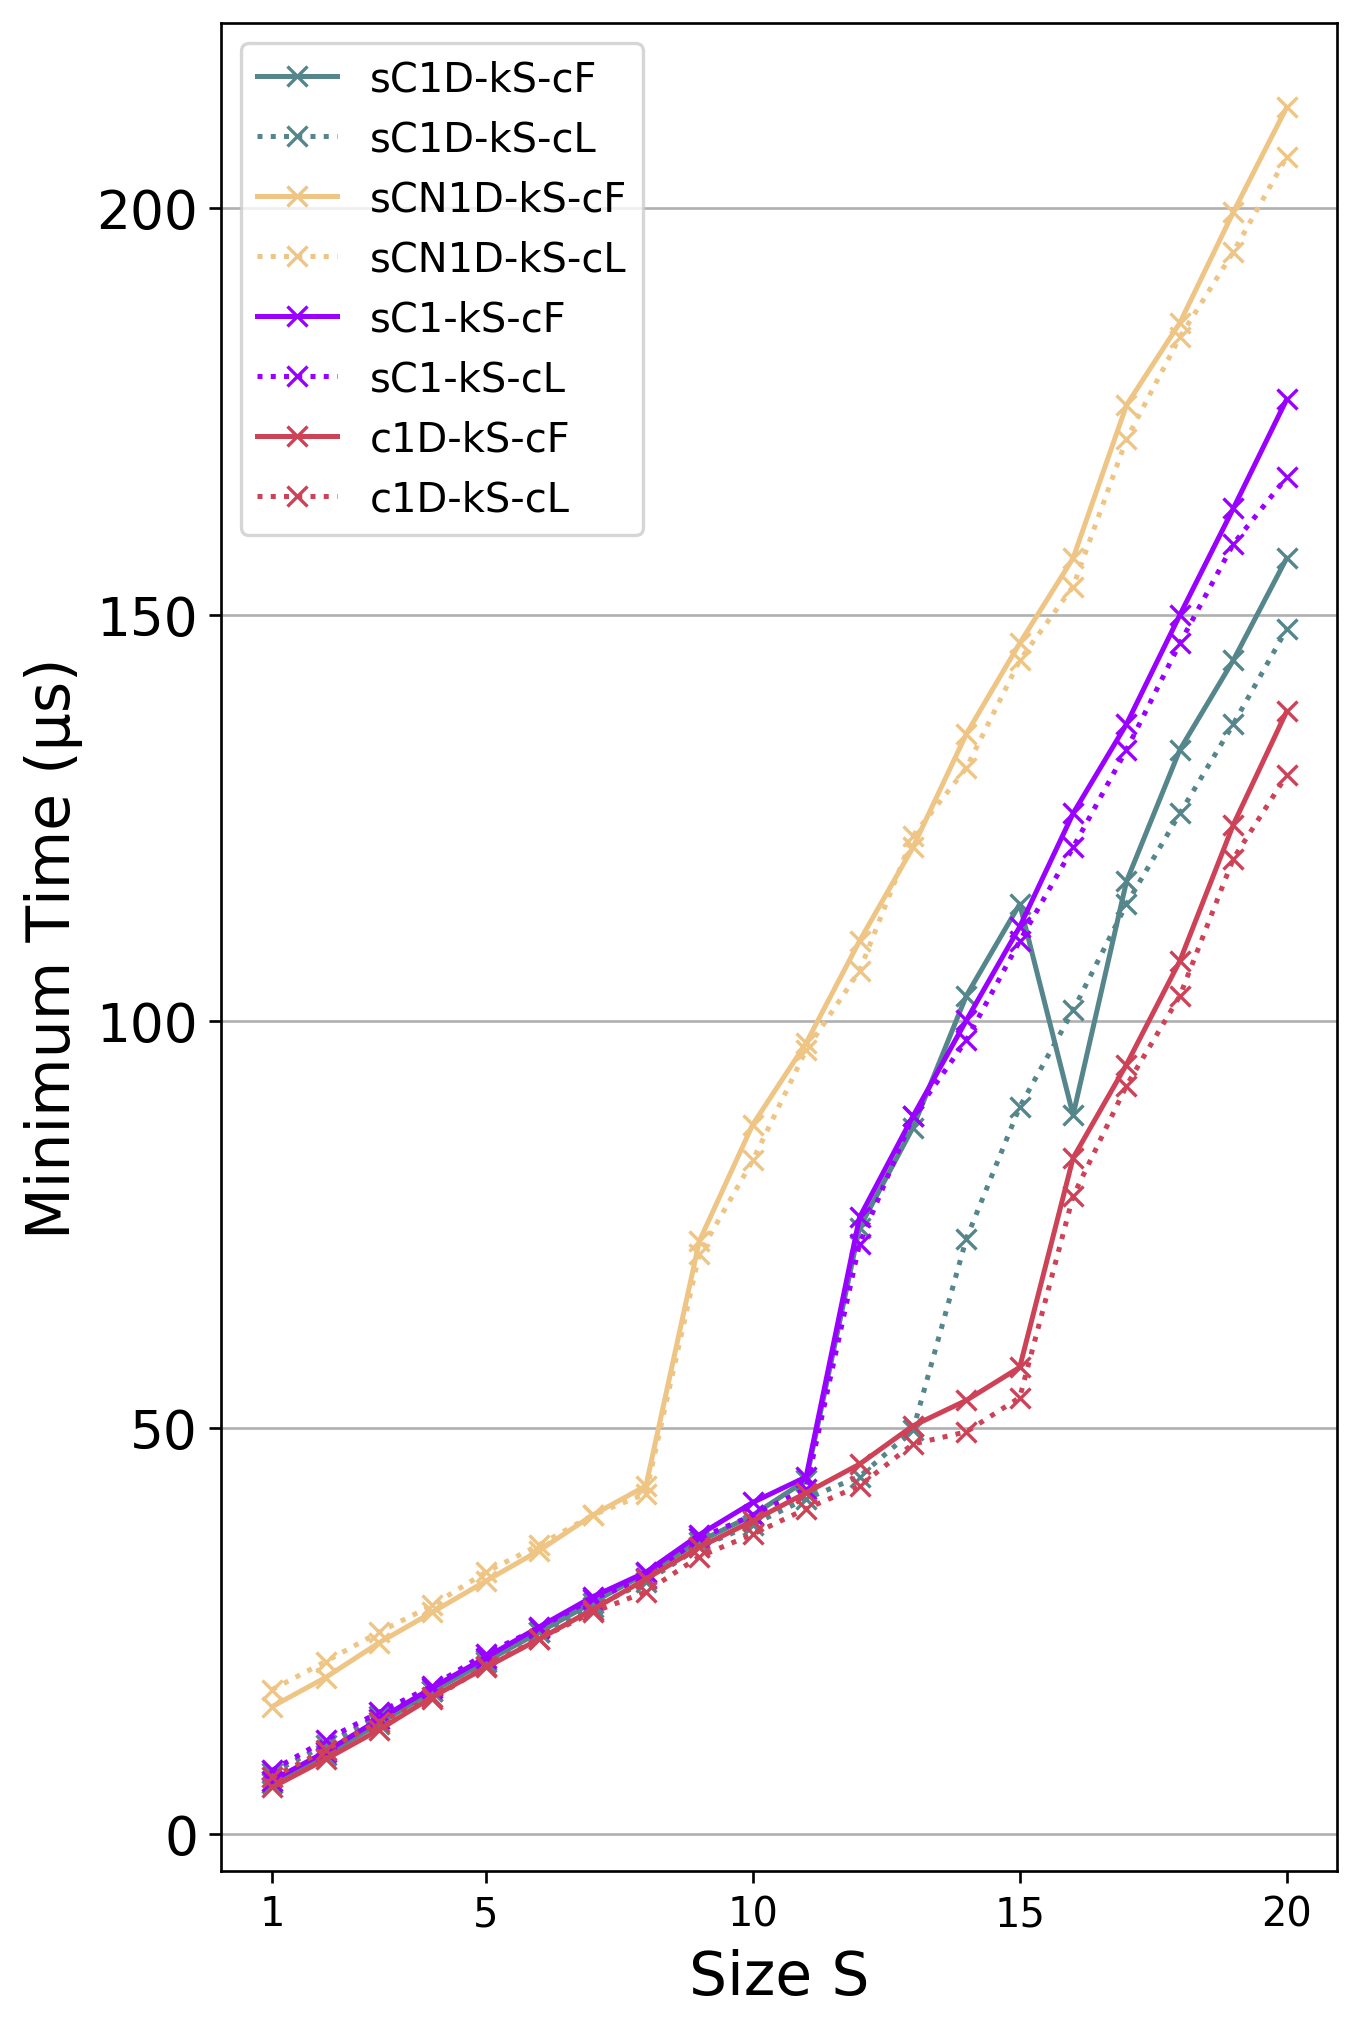 sC1D-kS-cF
sC1D-kS-cL
sCN1D-kS-cF
sCN1D-kS-cL
sC1-kS-cF
sC1-kS-cL
c1D-kS-cF
c1D-kS-cL
200
150
100
50
0
Minimum Time (µs)
1 5 10 15 20
Size S